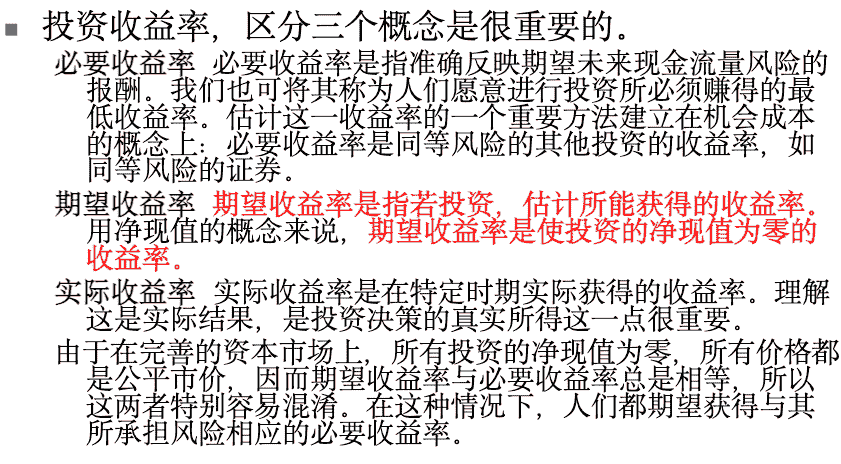 投资收益率，区分三个概念是很重要的。
必要收益率 必要收益率是指准确反映期望未来现金流量风险的
报酬。我们也可将其称为人们愿意进行投资所必须赚得的最
低收益率。估计这一收益率的一个重要方法建立在机会成本
的概念上：必要收益率是同等风险的其他投资的收益率，如
同等风险的证券。
期望收益率 期望收益率是指若投资，估计所能获得的收益率。
用净现值的概念来说，期望收益率是使投资的净现值为零的
收益率。
实际收益率 实际收益率是在特定时期实际获得的收益率。理解
这是实际结果，是投资决策的真实所得这一点很重要。
由于在完善的资本市场上，所有投资的净现值为零，所有价格都
是公平市价，因而期望收益率与必要收益率总是相等，所以
这两者特别容易混淆。在这种情况下，人们都期望获得与其
所承担风险相应的必要收益率。